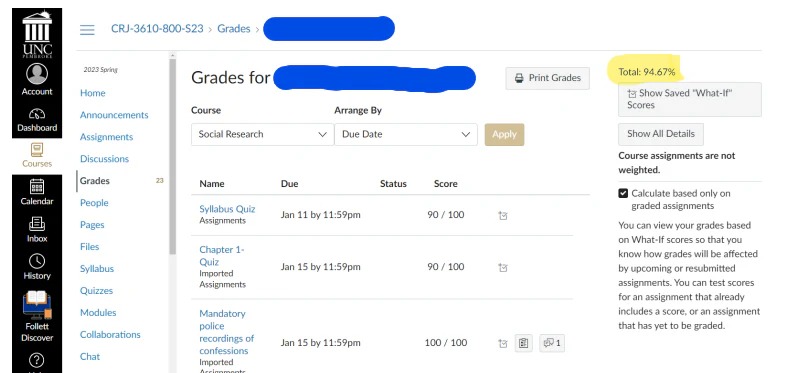 UNC
PEMBROKE
Account
Dashboard
Courses
Calendar
Inbox
History
Follett
Discover
CRJ-3610-800-S23 › Grades ›
2023 Spring
Home
Announcements
Assignments
Discussions
Grades 23
People
Pages
Files
Syllabus
Quizzes
Modules
Collaborations
Chat
Grades for
Print Grades
Course
Arrange By
Social Research
Due Date
Apply
Name Due Status Score
Syllabus Quiz
Assignments
Jan 11 by 11:59pm 90 / 100
Chapter 1-
Quiz
Imported
Assignments
Jan 15 by 11:59pm 90 / 100
Mandatory
police
recordings of
confessions
Imported
Assignments
Jan 15 by 11:59pm 100 / 100 1
Total: 94.67%
Show Saved "What-If"
Scores
Show All Details
Course assignments are not
weighted.
Calculate based only on
graded assignments
You can view your grades based
on What-If scores so that you
know how grades will be affected
by upcoming or resubmitted
assignments. You can test scores
for an assignment that already
includes a score, or an assignment
that has yet to be graded.